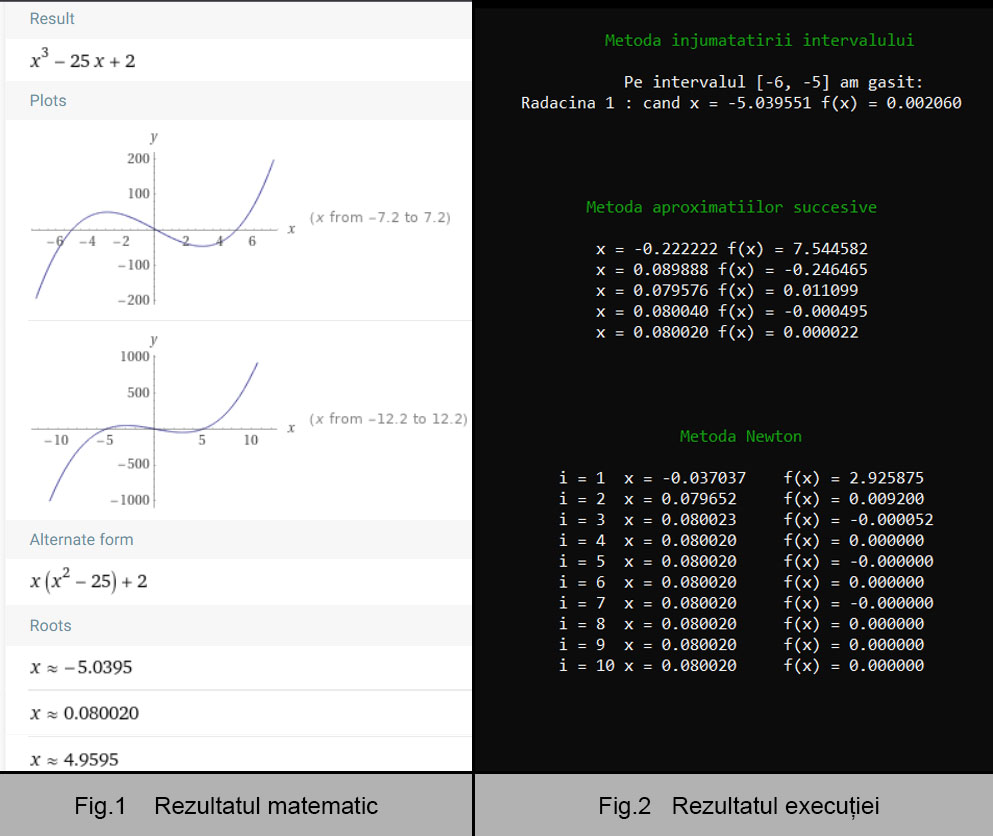 Result
x³ − 25 x + 2
Plots
y
200
100
−6 −4 −2 2 4 6 x
(x from −7.2 to 7.2)
−100
−200
y
1000
500
−10 −5 5 10 x
(x from −12.2 to 12.2)
−500
−1000
Alternate form
x (x² − 25) + 2
Roots
x ≈ −5.0395
x ≈ 0.080020
x ≈ 4.9595
Fig.1 Rezultatul matematic
Metoda injumatatirii intervalului
Pe intervalul [-6, -5] am gasit:
Radacina 1 : cand x = -5.039551 f(x) = 0.002060
Metoda aproximatiilor succesive
x = -0.222222 f(x) = 7.544582
x = 0.089888 f(x) = -0.246465
x = 0.079576 f(x) = 0.011099
x = 0.080040 f(x) = -0.000495
x = 0.080020 f(x) = 0.000022
Metoda Newton
i = 1 x = -0.037037 f(x) = 2.925875
i = 2 x = 0.079652 f(x) = 0.009200
i = 3 x = 0.080023 f(x) = -0.000052
i = 4 x = 0.080020 f(x) = 0.000000
i = 5 x = 0.080020 f(x) = -0.000000
i = 6 x = 0.080020 f(x) = 0.000000
i = 7 x = 0.080020 f(x) = -0.000000
i = 8 x = 0.080020 f(x) = 0.000000
i = 9 x = 0.080020 f(x) = 0.000000
i = 10 x = 0.080020 f(x) = 0.000000
Fig.2 Rezultatul execuției